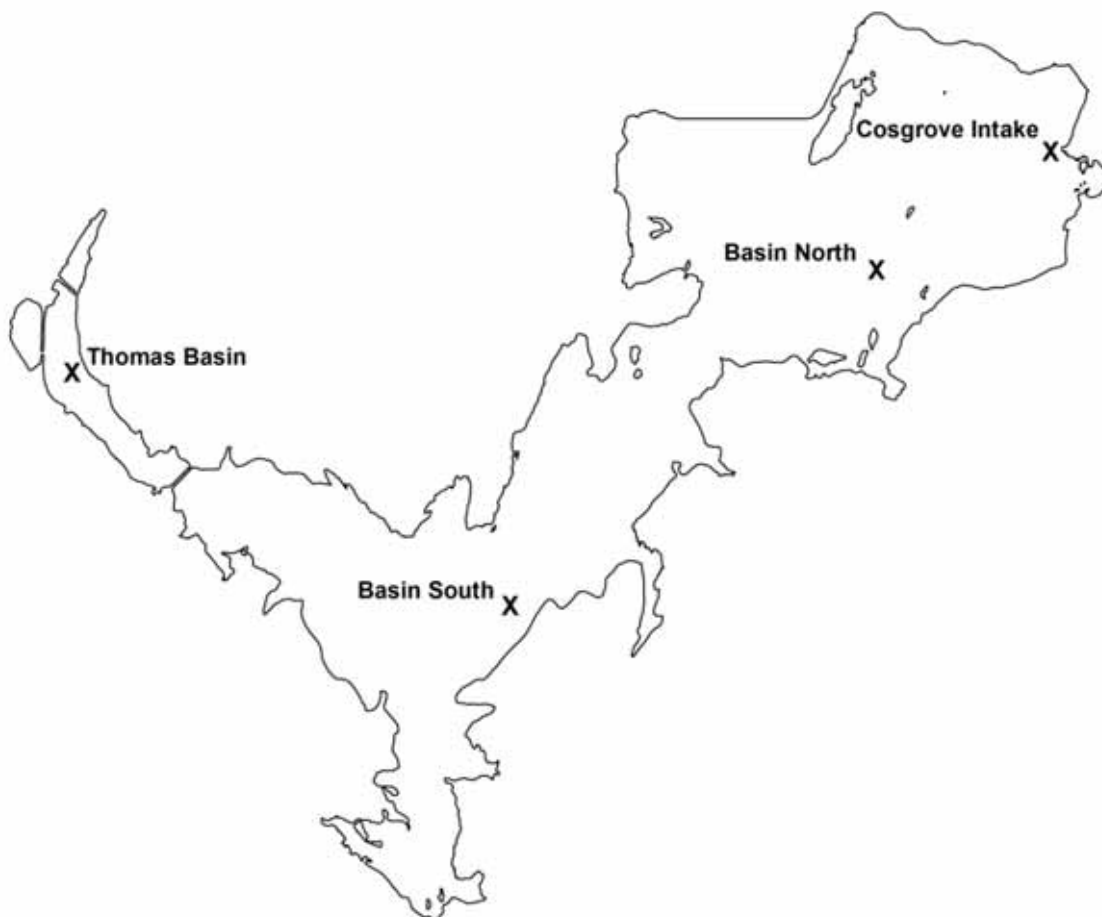 Cosgrove Intake
X
Basin North
X
Thomas Basin
X
Basin South
X